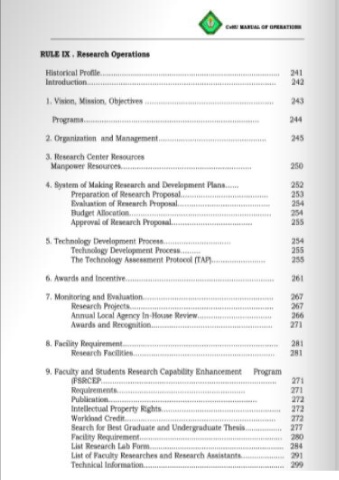 CMU MANUAL OF OPERATIONS
RULE IX . Research Operations
Historical Profile.......... 241
Introduction.......... 242
1. Vision, Mission, Objectives .......... 243
Programs.......... 244
2. Organization and Management.......... 245
3. Research Center Resources
Manpower Resources.......... 250
4. System of Making Research and Development Plans...... 252
Preparation of Research Proposal.......... 253
Evaluation of Research Proposal.......... 254
Budget Allocation.......... 254
Approval of Research Proposal.......... 255
5. Technology Development Process.......... 254
Technology Development Process.......... 255
The Technology Assessment Protocol (TAP).......... 255
6. Awards and Incentive.......... 261
7. Monitoring and Evaluation.......... 267
Research Projects.......... 267
Annual Local Agency In-House Review.......... 266
Awards and Recognition.......... 271
8. Facility Requirement.......... 281
Research Facilities.......... 281
9. Faculty and Students Research Capability Enhancement Program
(FSRCEP.......... 271
Requirements.......... 271
Publication.......... 272
Intellectual Property Rights.......... 272
Workload Credit.......... 272
Search for Best Graduate and Undergraduate Thesis.......... 277
Facility Requirement.......... 280
List Research Lab Form.......... 284
List of Faculty Researches and Research Assistants.......... 291
Technical Information.......... 299